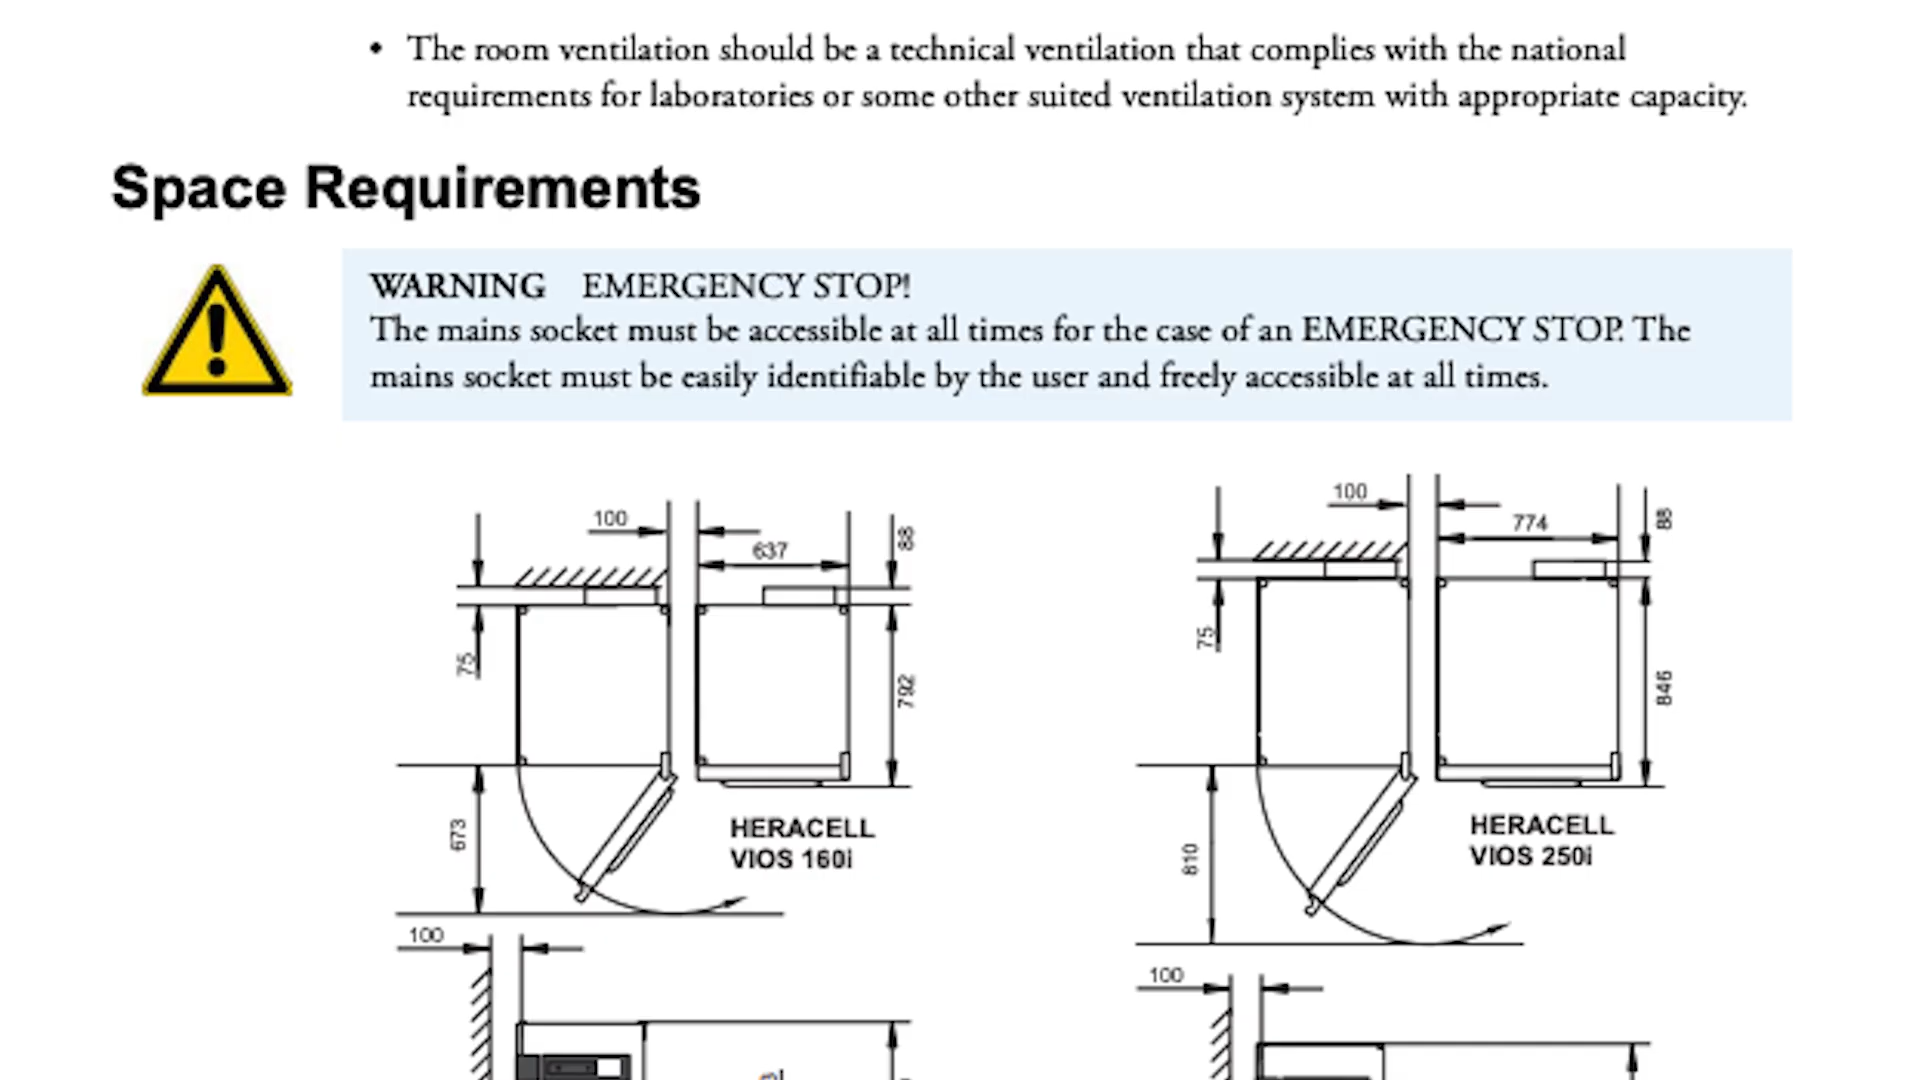 • The room ventilation should be a technical ventilation that complies with the national
requirements for laboratories or some other suited ventilation system with appropriate capacity.
Space Requirements
WARNING EMERGENCY STOP!
The mains socket must be accessible at all times for the case of an EMERGENCY STOP. The
mains socket must be easily identifiable by the user and freely accessible at all times.
100
637
88
75
792
673
HERACELL
VIOS 160i
100
100
774
88
75
846
810
HERACELL
VIOS 250i
100